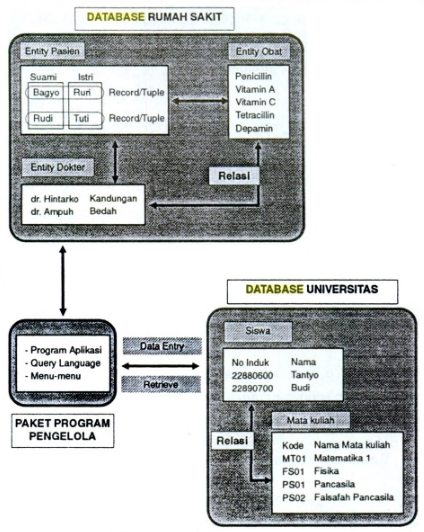 DATABASE RUMAH SAKIT
Entity Pasien
Entity Obat
Suami Istri
Bagyo Ruri Record/Tuple
Rudi Tuti Record/Tuple
Penicillin
Vitamin A
Vitamin C
Tetracillin
Depamin
Entity Dokter
Relasi
dr. Hintarko Kandungan
dr. Ampuh Bedah
DATABASE UNIVERSITAS
Siswa
- Program Aplikasi
- Query Language
- Menu-menu
Data Entry
Retrieve
No Induk Nama
22880600 Tantyo
22890700 Budi
PAKET PROGRAM
PENGELOLA
Mata kuliah
Relasi
Kode Nama Mata kuliah
MT01 Matematika 1
FS01 Fisika
PS01 Pancasila
PS02 Falsafah Pancasila